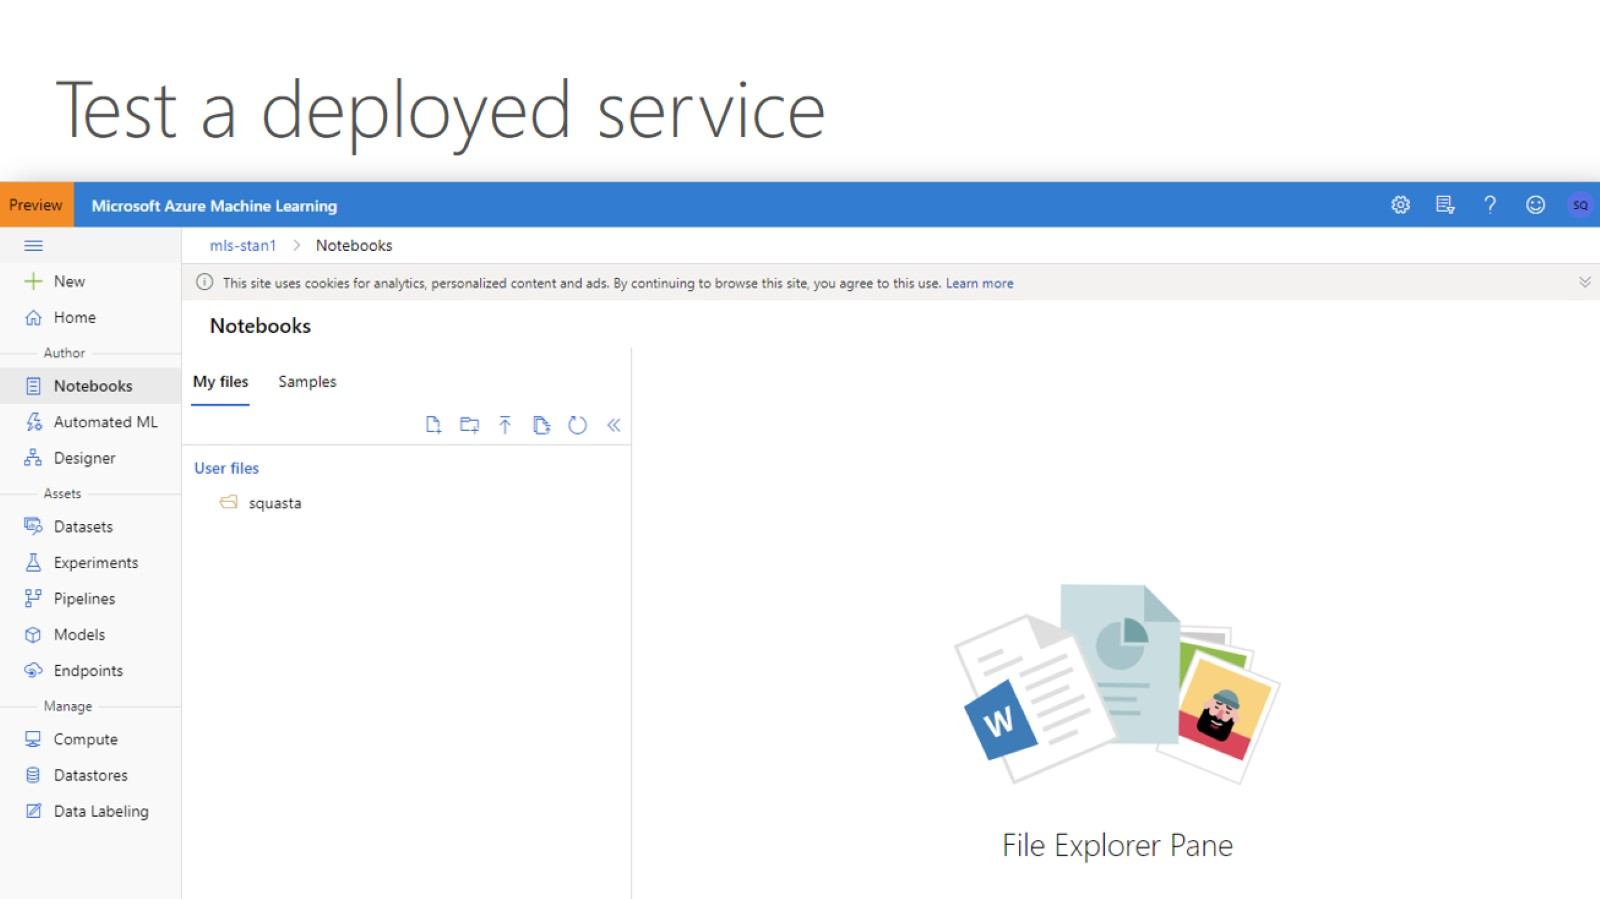 Test a deployed service
Preview
Microsoft Azure Machine Learning
?
SQ
mls-stan1 > Notebooks
This site uses cookies for analytics, personalized content and ads. By continuing to browse this site, you agree to this use. Learn more
New
Home
Author
Notebooks
Automated ML
Designer
Assets
Datasets
Experiments
Pipelines
Models
Endpoints
Manage
Compute
Datastores
Data Labeling
Notebooks
My files Samples
User files
squasta
W
File Explorer Pane